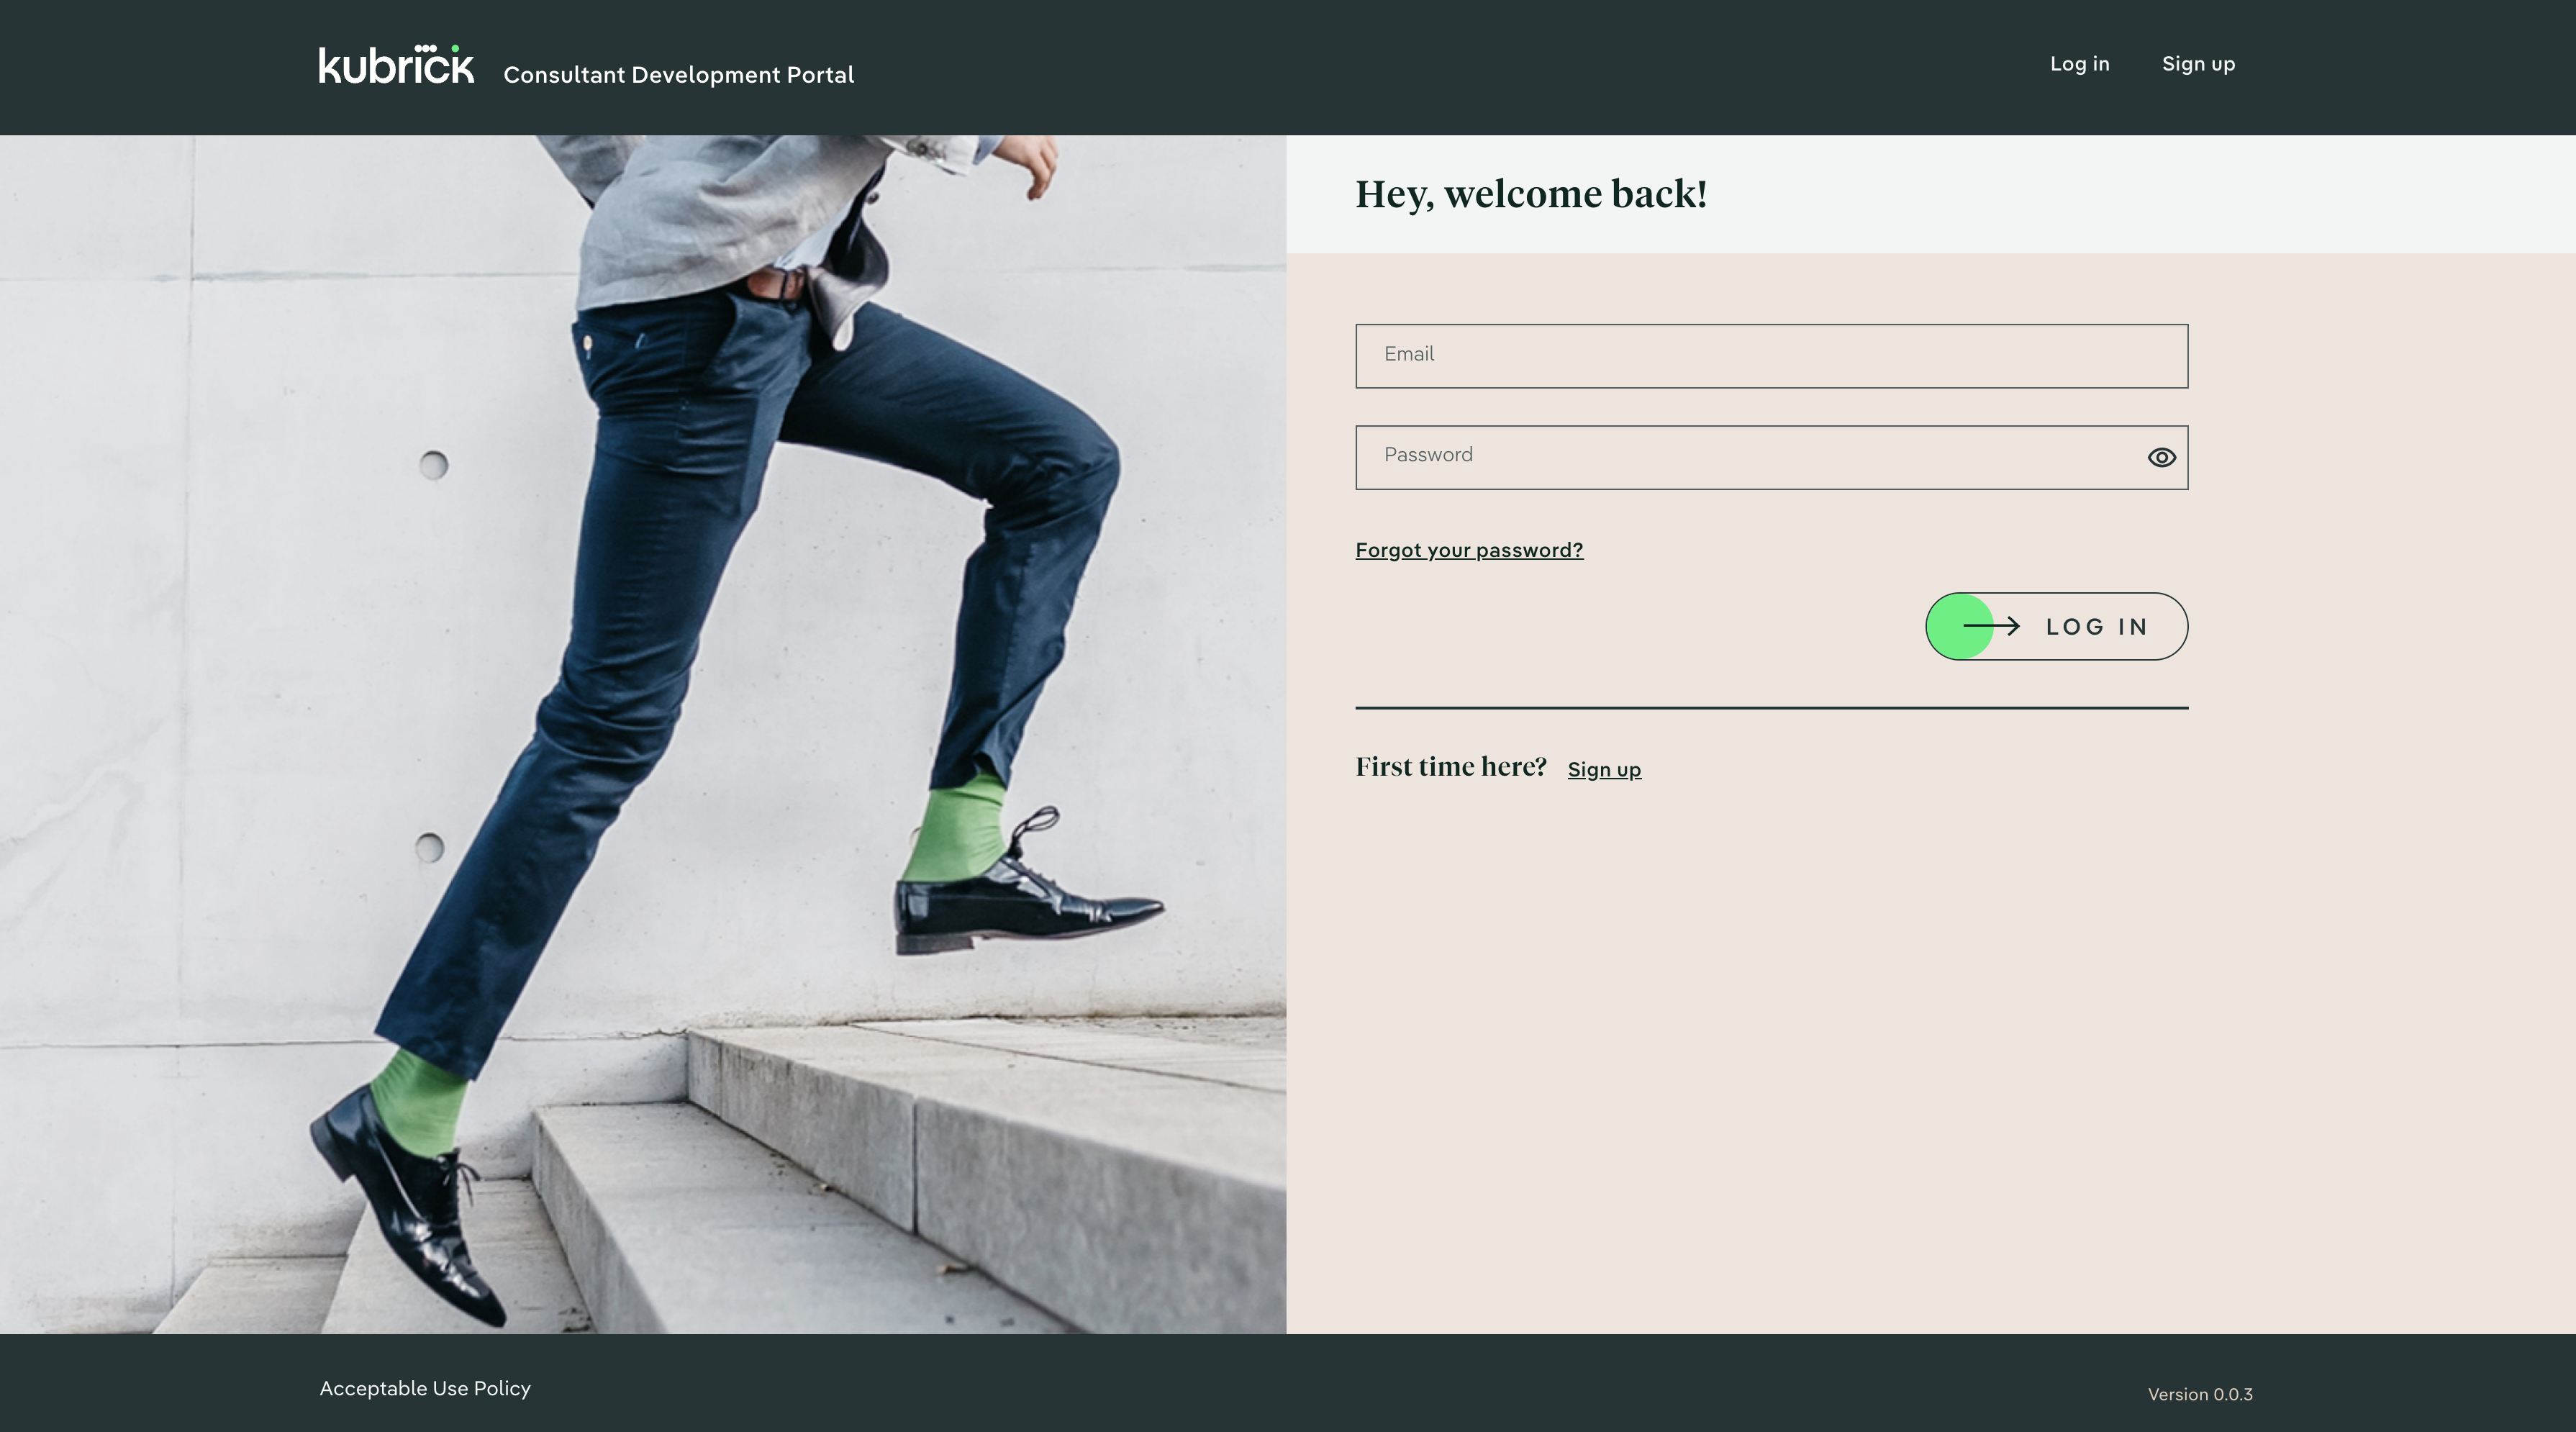 kubrick Consultant Development Portal
Log in Sign up
Hey, welcome back!
Email
Password
Forgot your password?
LOG IN
First time here? Sign up
Acceptable Use Policy
Version 0.0.3